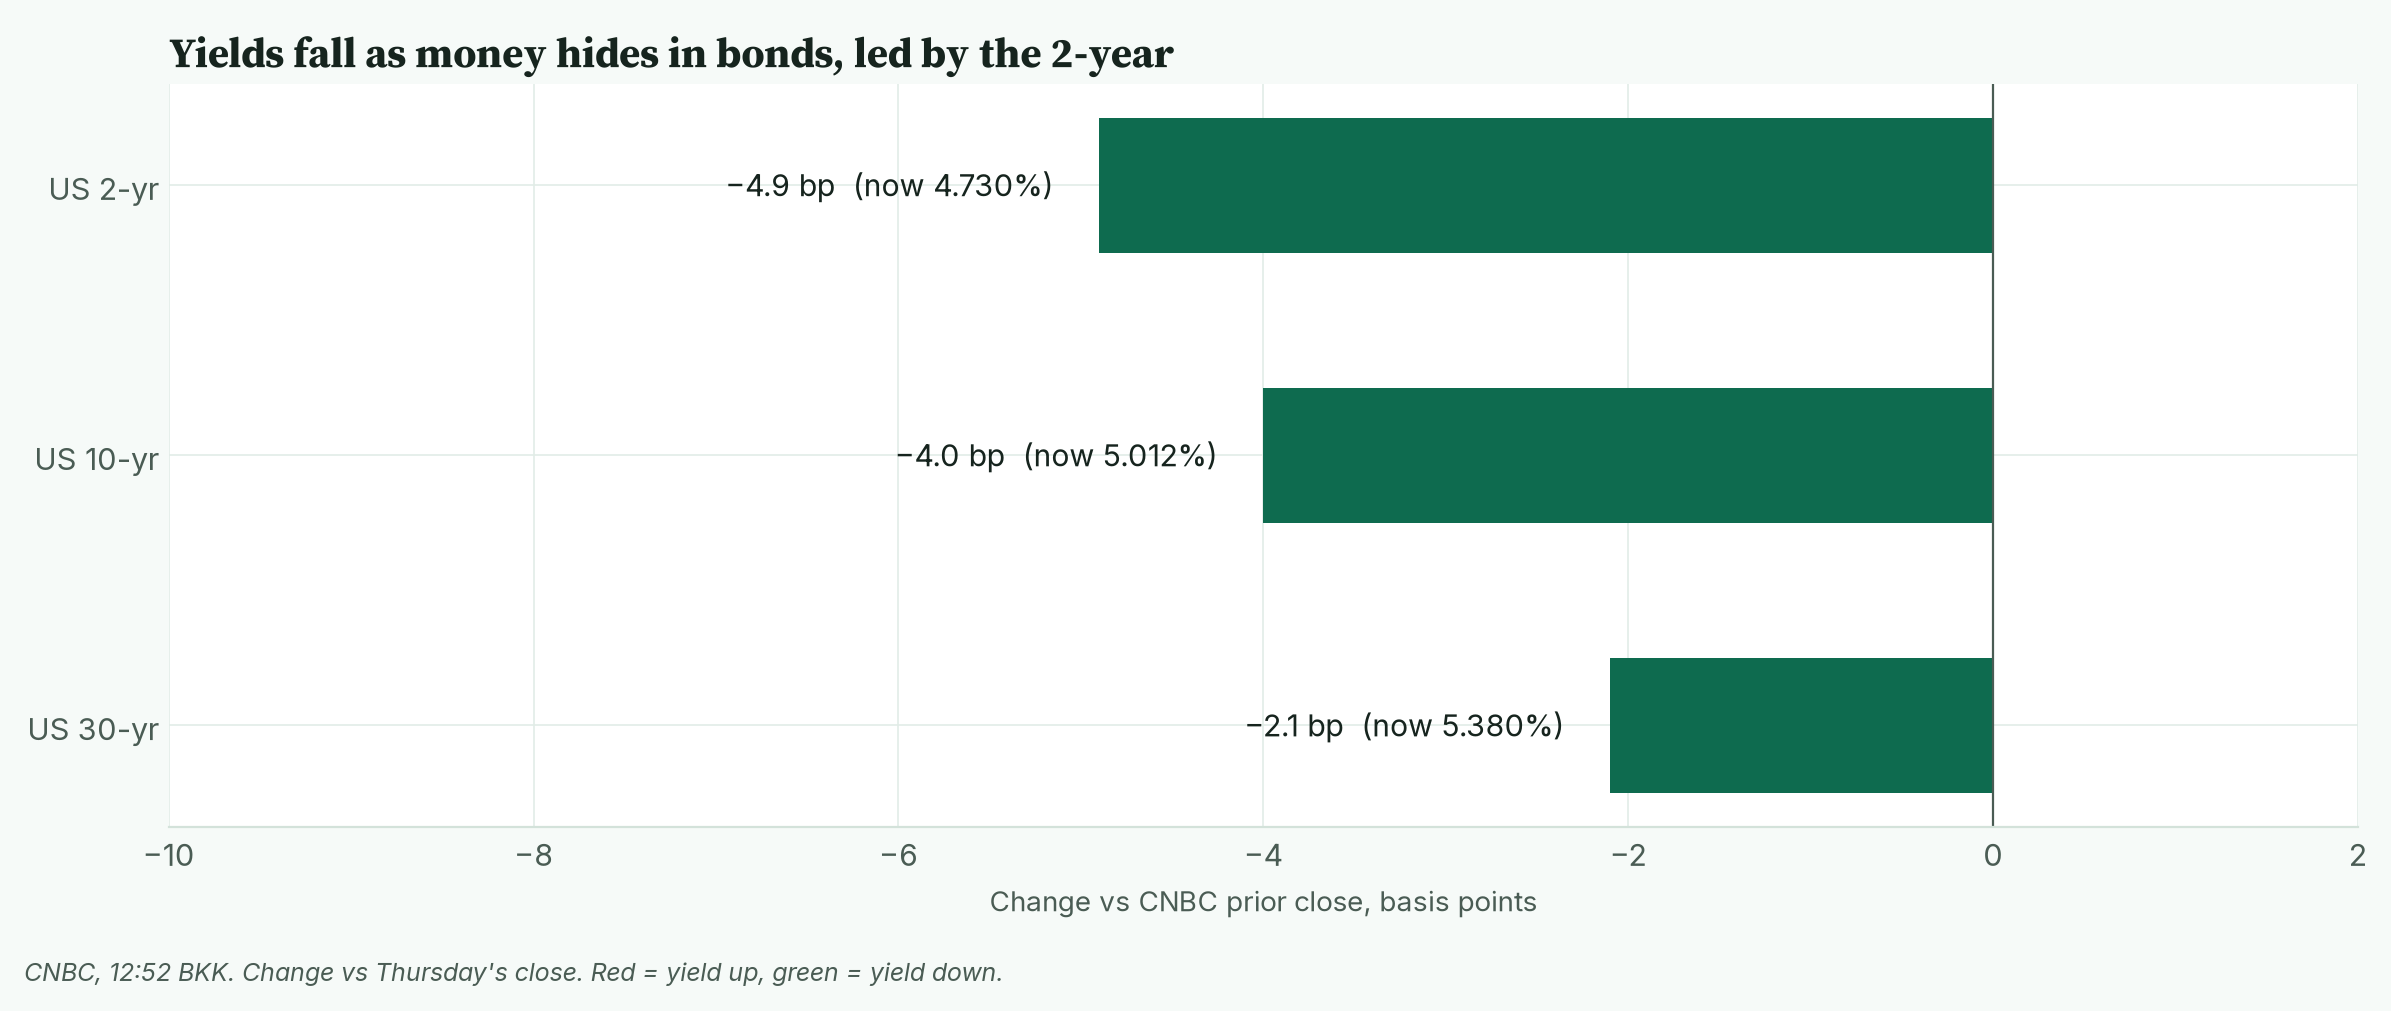 Yields fall as money hides in bonds, led by the 2-year
US 2-yr
−4.9 bp  (now 4.730%)
US 10-yr
−4.0 bp  (now 5.012%)
US 30-yr
−2.1 bp  (now 5.380%)
−10
−8
−6
−4
−2
0
2
Change vs CNBC prior close, basis points
CNBC, 12:52 BKK. Change vs Thursday's close. Red = yield up, green = yield down.